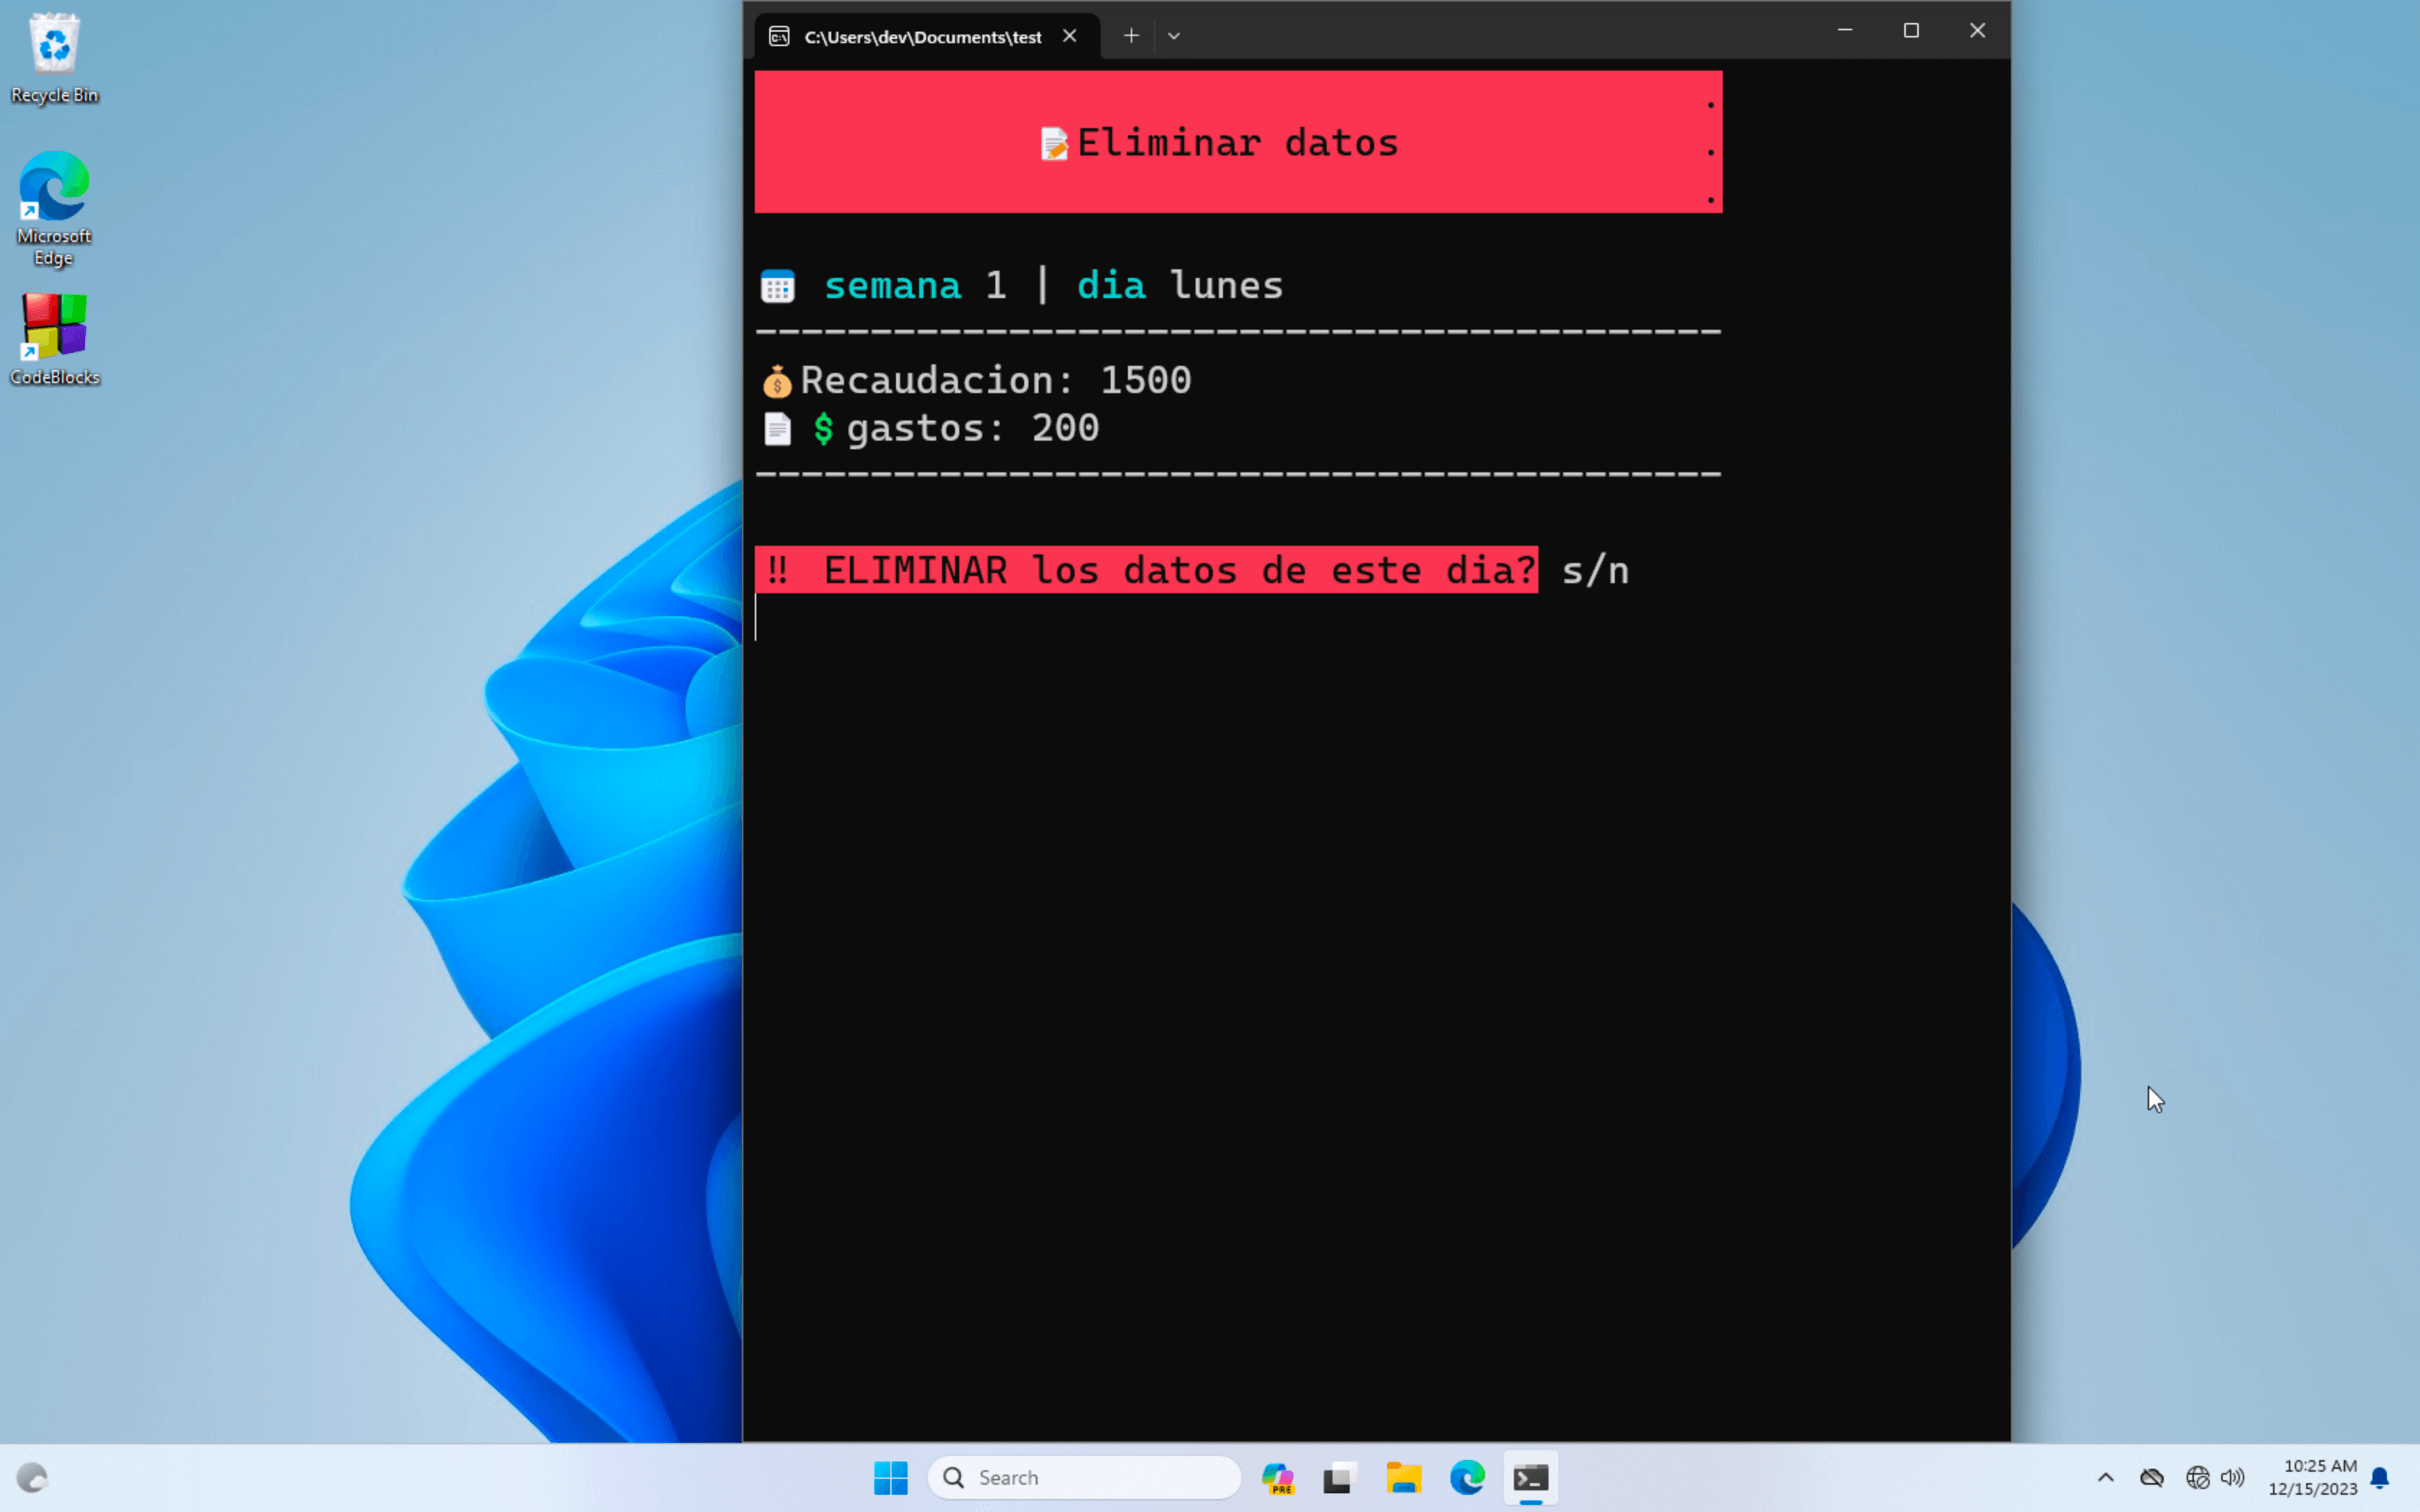 Recycle Bin
Microsoft
Edge
CodeBlocks
C:\Users\dev\Documents\test
.
📝Eliminar datos .
.
semana 1 | dia lunes
------------------------------------------
Recaudacion: 1500
$ gastos: 200
------------------------------------------
‼ ELIMINAR los datos de este dia? s/n
Search
PRE
10:25 AM
12/15/2023